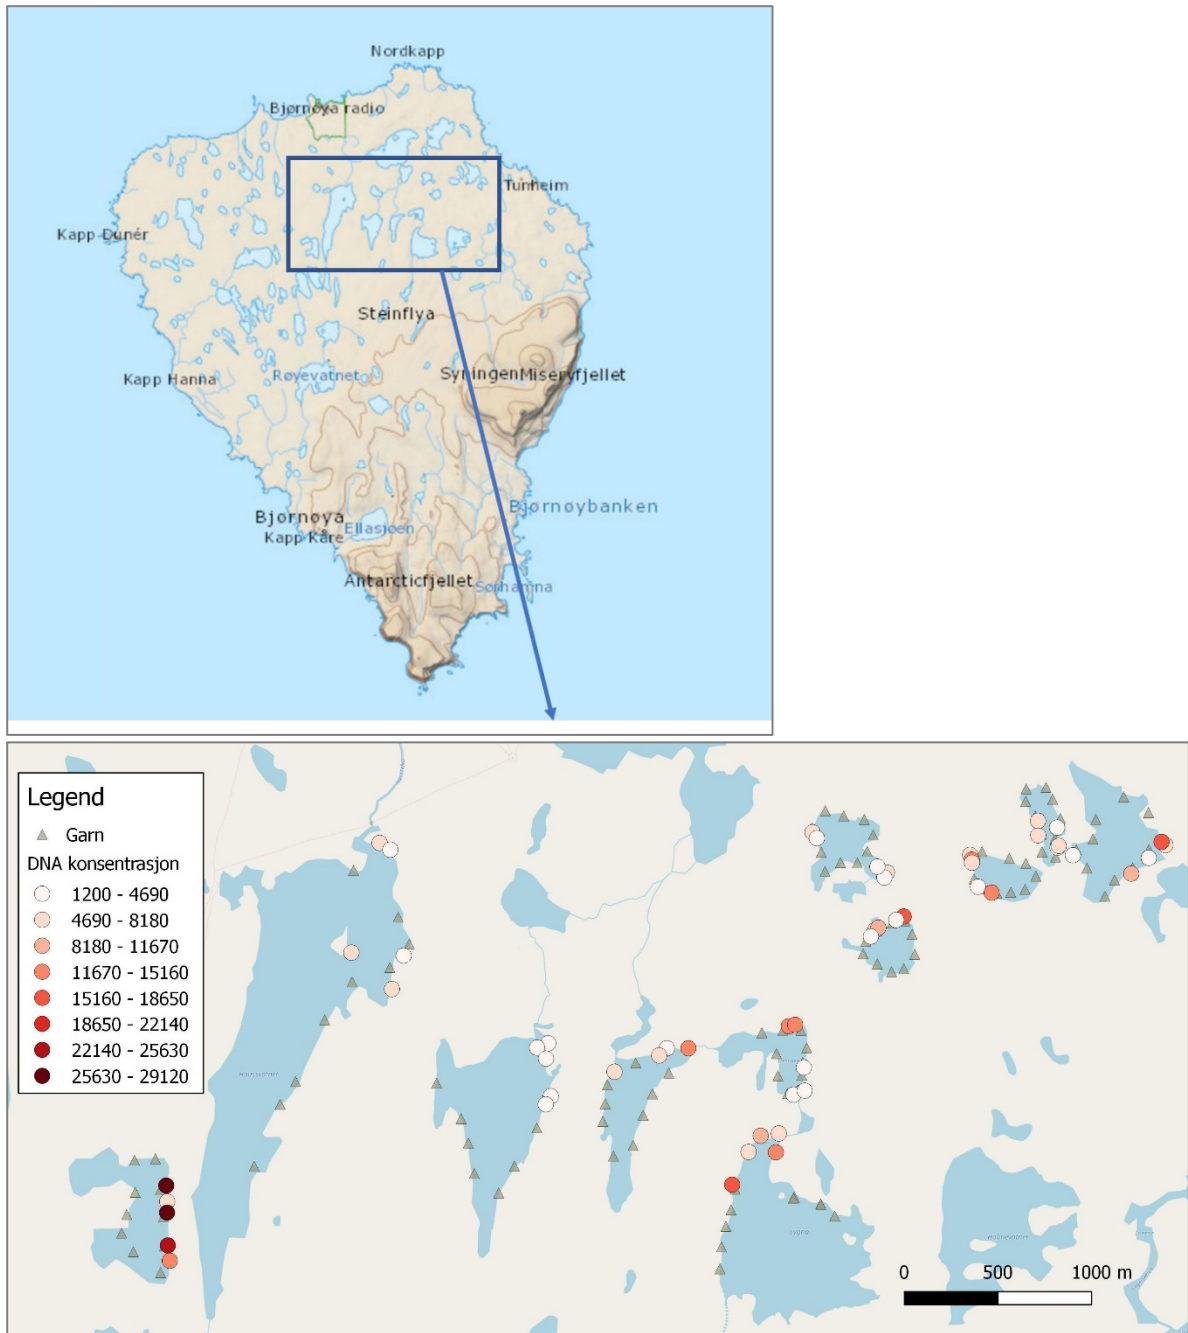 Nordkapp
Bjørnøya radio
Tunheim
Kapp Dunér
Steinflya
Kapp Hanna
Røyevatnet
Syningen
Miseryfjellet
Bjørnøya
Kapp Kåre
Ellasjøen
Bjørnøybanken
Antarcticfjellet
Sørhamna
Legend
Garn
DNA konsentrasjon
1200 - 4690
4690 - 8180
8180 - 11670
11670 - 15160
15160 - 18650
18650 - 22140
22140 - 25630
25630 - 29120
0 500 1000 m